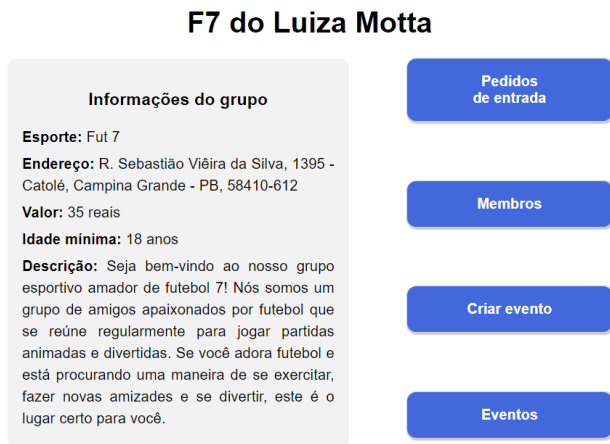 F7 do Luiza Motta
Informações do grupo
Esporte: Fut 7
Endereço: R. Sebastião Viêira da Silva, 1395 -
Catolé, Campina Grande - PB, 58410-612
Valor: 35 reais
Idade mínima: 18 anos
Descrição: Seja bem-vindo ao nosso grupo
esportivo amador de futebol 7! Nós somos um
grupo de amigos apaixonados por futebol que
se reúne regularmente para jogar partidas
animadas e divertidas. Se você adora futebol e
está procurando uma maneira de se exercitar,
fazer novas amizades e se divertir, este é o
lugar certo para você.
Pedidos
de entrada
Membros
Criar evento
Eventos